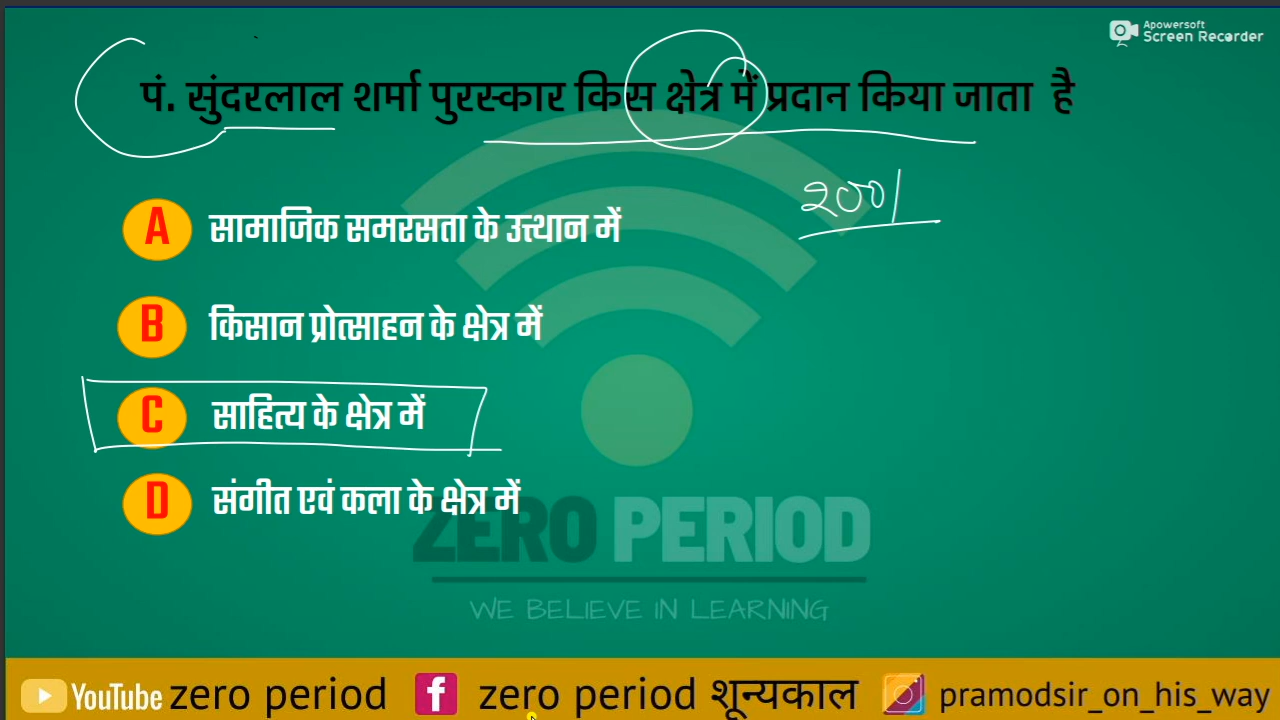 Apowersoft
Screen Recorder
पं. सुंदरलाल शर्मा पुरस्कार किस क्षेत्र में प्रदान किया जाता है
2001
A सामाजिक समरसता के उत्त्थान में
B किसान प्रोत्साहन के क्षेत्र में
C साहित्य के क्षेत्र में
D संगीत एवं कला के क्षेत्र में
ZERO PERIOD
WE BELIEVE IN LEARNING
YouTube zero period f zero period शून्यकाल pramodsir_on_his_way